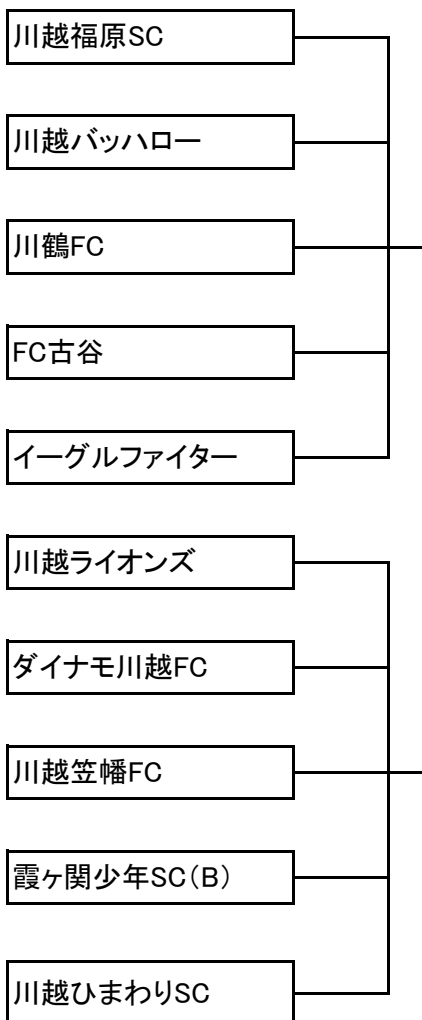 川越福原SC
川越バッハロー
川鶴FC
FC古谷
イーグルファイター
川越ライオンズ
ダイナモ川越FC
川越笠幡FC
霞ヶ関少年SC（B）
川越ひまわりSC